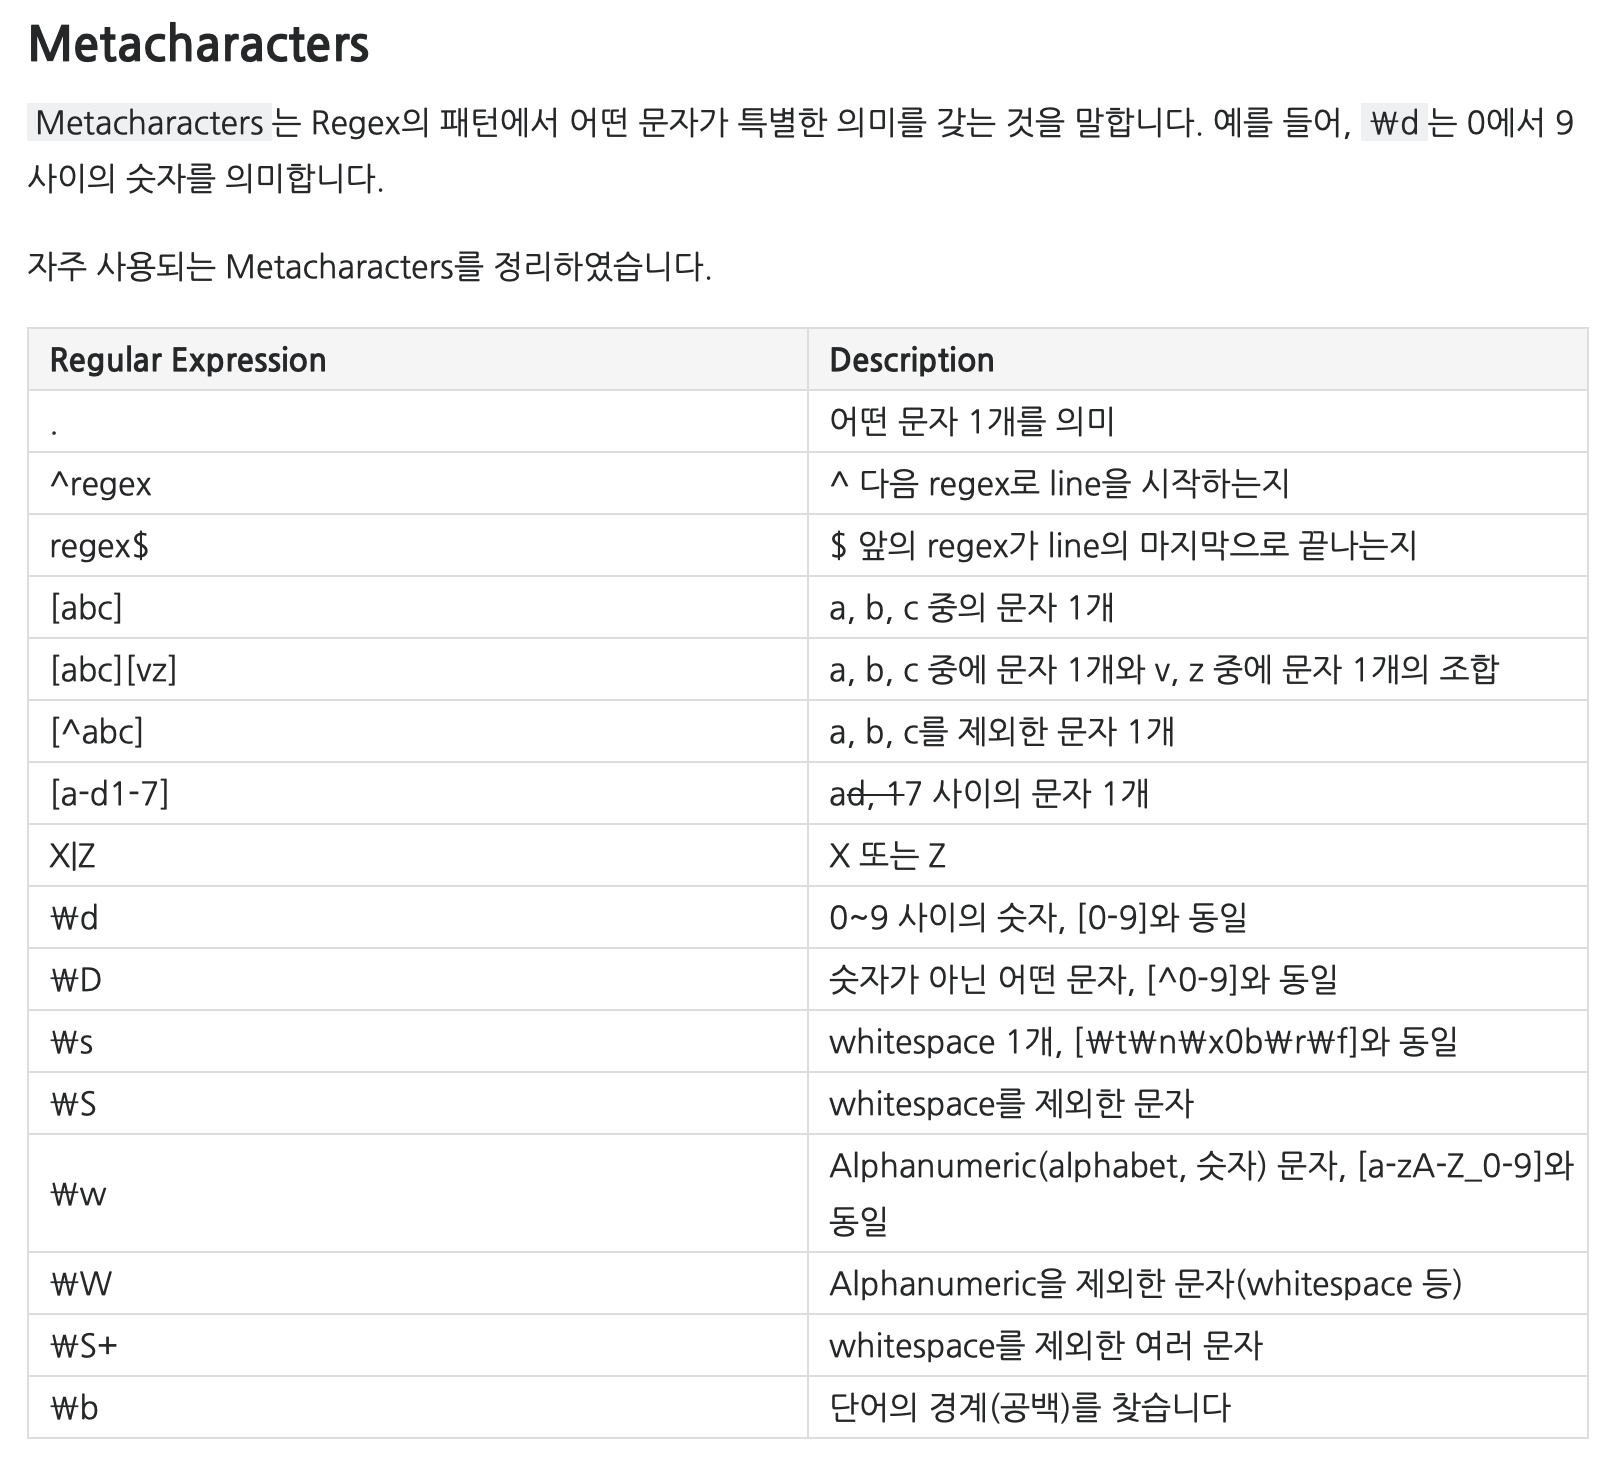 Metacharacters
Metacharacters 는 Regex의 패턴에서 어떤 문자가 특별한 의미를 갖는 것을 말합니다. 예를 들어, ₩d 는 0에서 9
사이의 숫자를 의미합니다.
자주 사용되는 Metacharacters를 정리하였습니다.
Regular Expression Description
. 어떤 문자 1개를 의미
^regex ^ 다음 regex로 line을 시작하는지
regex$ $ 앞의 regex가 line의 마지막으로 끝나는지
[abc] a, b, c 중의 문자 1개
[abc][vz] a, b, c 중에 문자 1개와 v, z 중에 문자 1개의 조합
[^abc] a, b, c를 제외한 문자 1개
[a-d1-7] ad, 17 사이의 문자 1개
X|Z X 또는 Z
₩d 0~9 사이의 숫자, [0-9]와 동일
₩D 숫자가 아닌 어떤 문자, [^0-9]와 동일
₩s whitespace 1개, [₩t₩n₩x0b₩r₩f]와 동일
₩S whitespace를 제외한 문자
₩w Alphanumeric(alphabet, 숫자) 문자, [a-zA-Z_0-9]와
동일
₩W Alphanumeric을 제외한 문자(whitespace 등)
₩S+ whitespace를 제외한 여러 문자
₩b 단어의 경계(공백)를 찾습니다